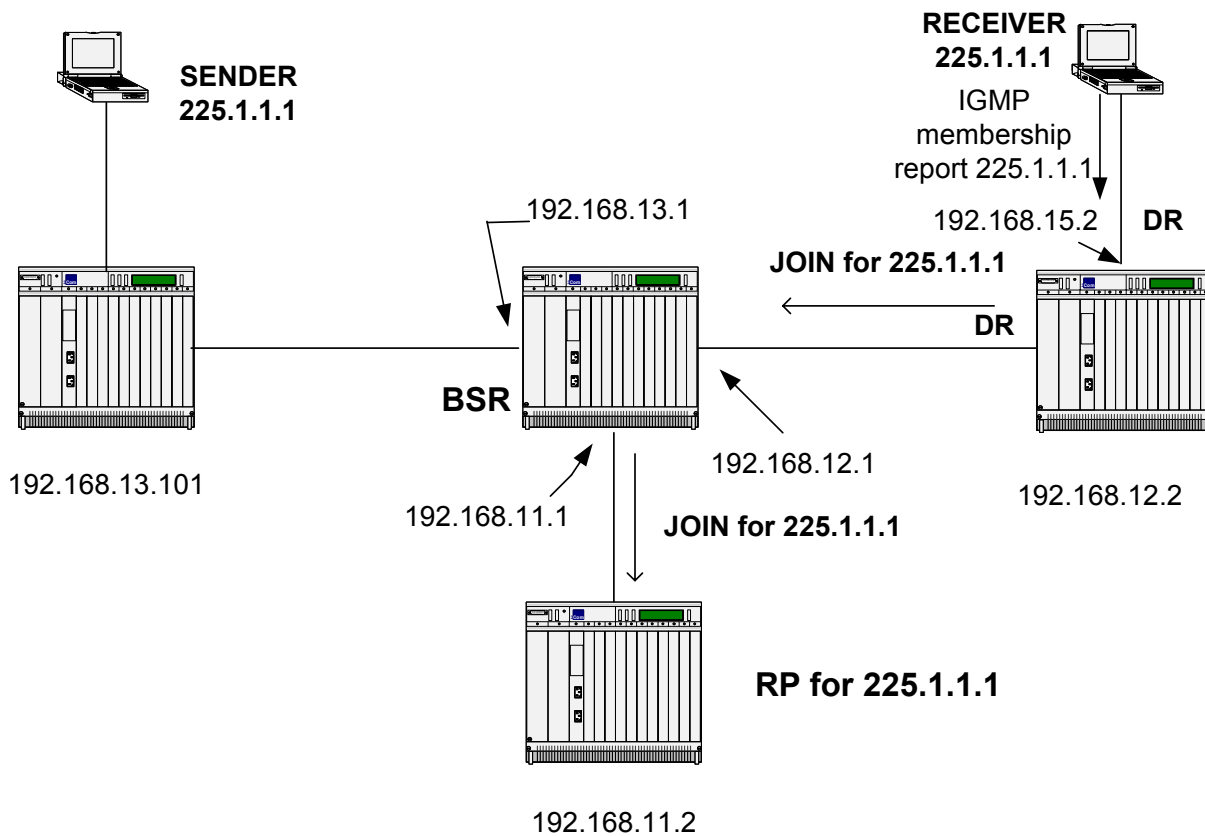 SENDER
225.1.1.1
RECEIVER
225.1.1.1
IGMP
membership
report 225.1.1.1
192.168.13.1
192.168.15.2
DR
JOIN for 225.1.1.1
DR
BSR
192.168.13.101
192.168.12.1
192.168.12.2
192.168.11.1
JOIN for 225.1.1.1
RP for 225.1.1.1
192.168.11.2